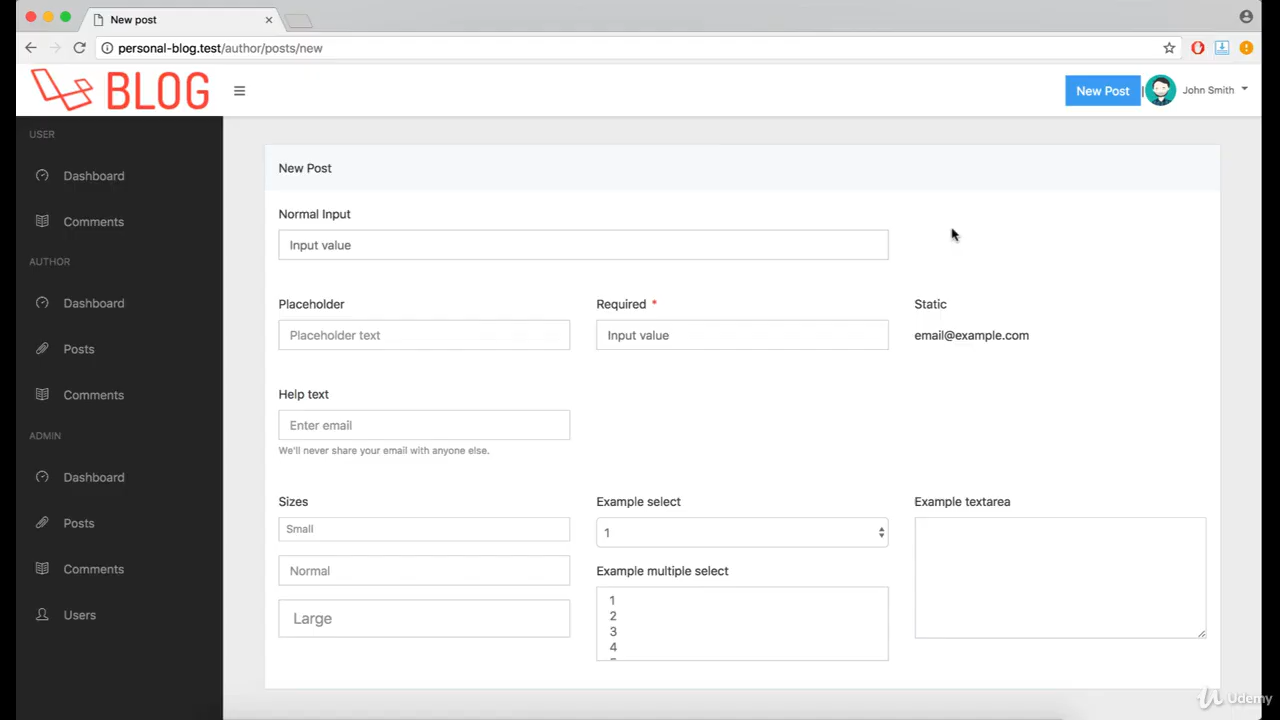 New post
personal-blog.test/author/posts/new
BLOG
New Post
John Smith
USER
Dashboard
Comments
AUTHOR
Dashboard
Posts
Comments
ADMIN
Dashboard
Posts
Comments
Users
New Post
Normal Input
Input value
Placeholder
Required *
Static
Placeholder text
Input value
email@example.com
Help text
Enter email
We'll never share your email with anyone else.
Sizes
Example select
Example textarea
Small
1
Normal
Example multiple select
Large
1
2
3
4
Udemy